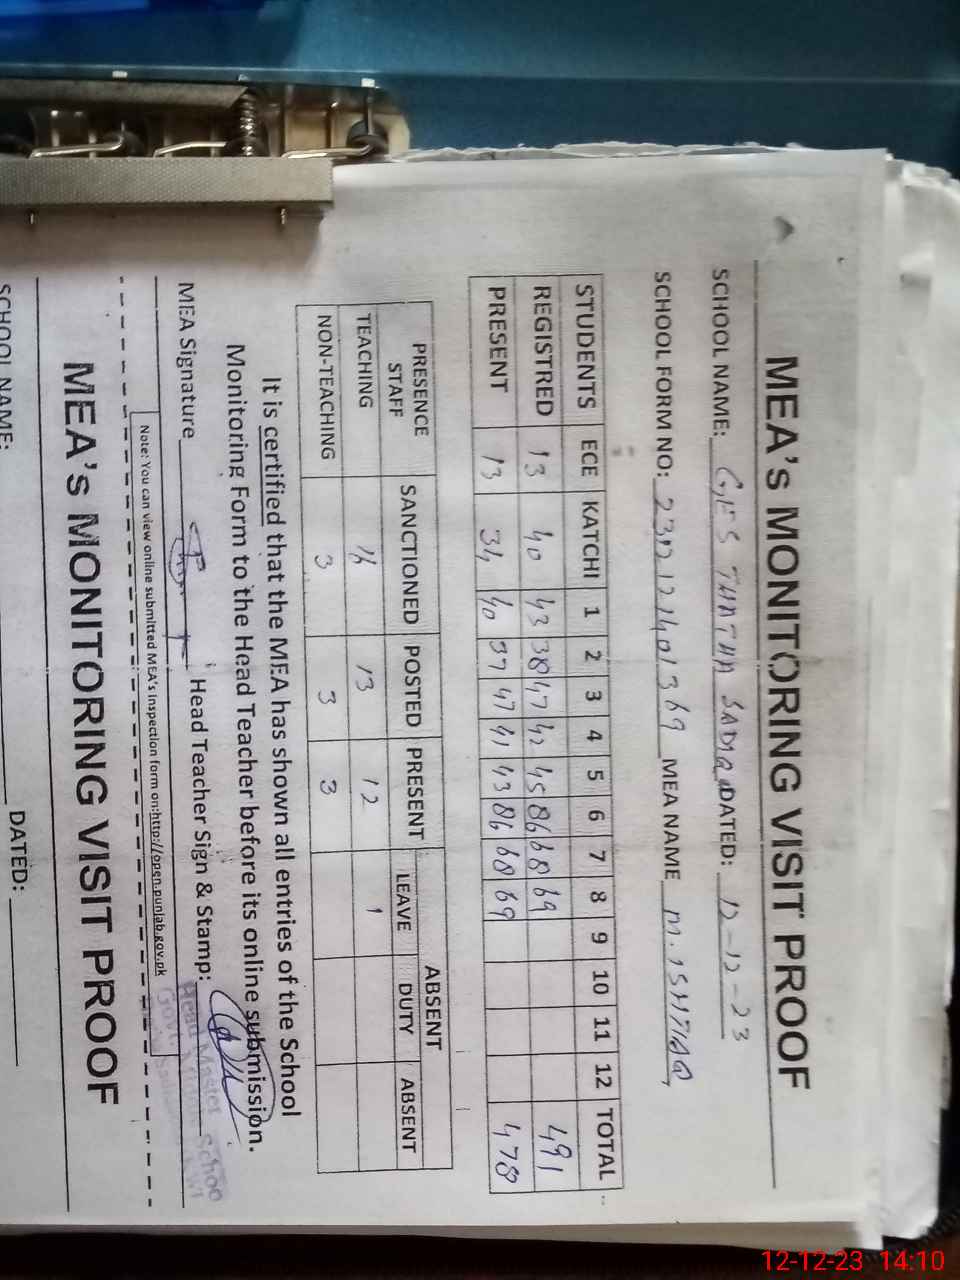 MEA's MONITORING VISIT PROOF
SCHOOL NAME: GES THATHA SADIQ DATED: 12-12-23
SCHOOL FORM NO: 2312121401369 MEA NAME M. ISHTIAQ
STUDENTS ECE KATCHI 1 2 3 4 5 6 7 8 9 10 11 12 TOTAL
REGISTRED 13 40 43 38 47 42 45 86 68 69 491
PRESENT 13 34 40 37 47 41 43 86 68 69 478
PRESENCE STAFF SANCTIONED POSTED PRESENT ABSENT
LEAVE DUTY ABSENT
TEACHING 16 13 12 1
NON-TEACHING 3 3 3
It is certified that the MEA has shown all entries of the School
Monitoring Form to the Head Teacher before its online submission.
MEA Signature Head Teacher Sign & Stamp:
Head Master
Note: You can view online submitted MEA's Inspection form on:http://open.punjab.gov.pk
MEA's MONITORING VISIT PROOF
SCHOOL NAME: DATED:
12-12-23 14:10